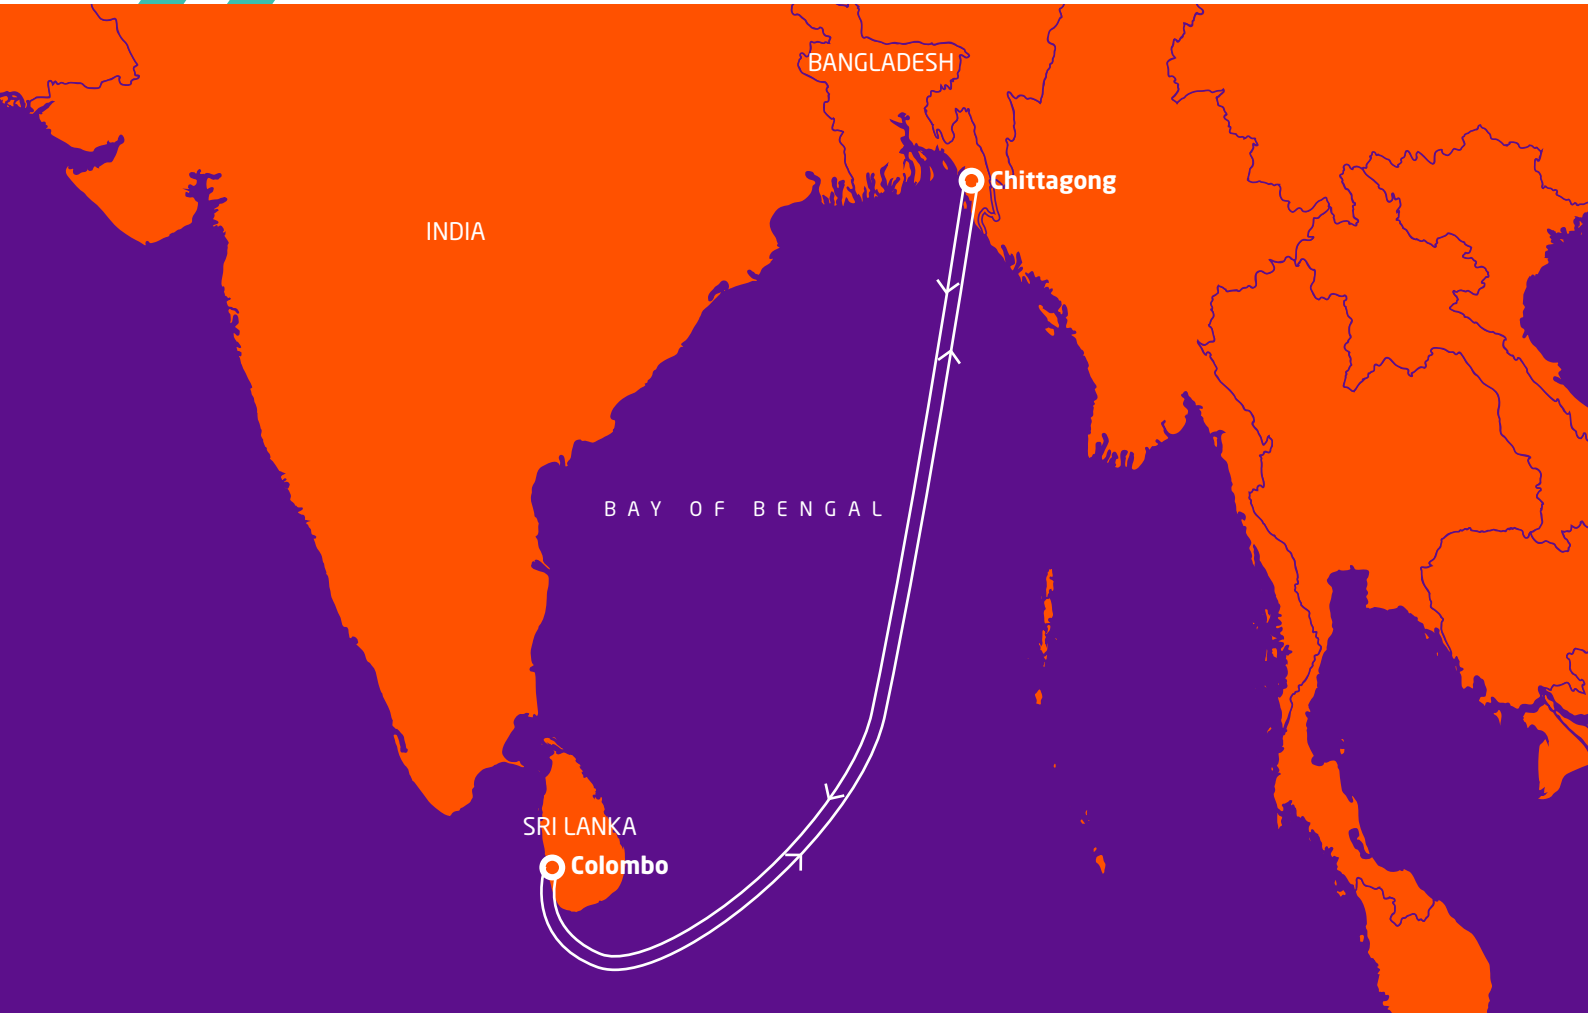 BANGLADESH
Chittagong
INDIA
BAY OF BENGAL
SRI LANKA
Colombo